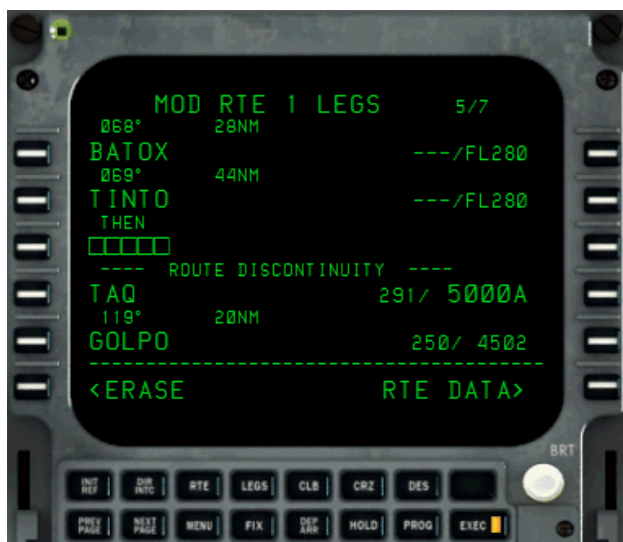 MOD RTE 1 LEGS 5/7
068° 28NM
BATOX ---/FL280
069° 44NM
TINTO ---/FL280
THEN
□□□□□
---- ROUTE DISCONTINUITY ----
TAQ 291/ 5000A
119° 20NM
GOLPO 250/ 4502
--------------------------------------------
<ERASE RTE DATA>
BRT
INIT REF DIR INTC RTE LEGS CLB CRZ DES
PREV PAGE NEXT PAGE MENU FIX DEP ARR HOLD PROG EXEC